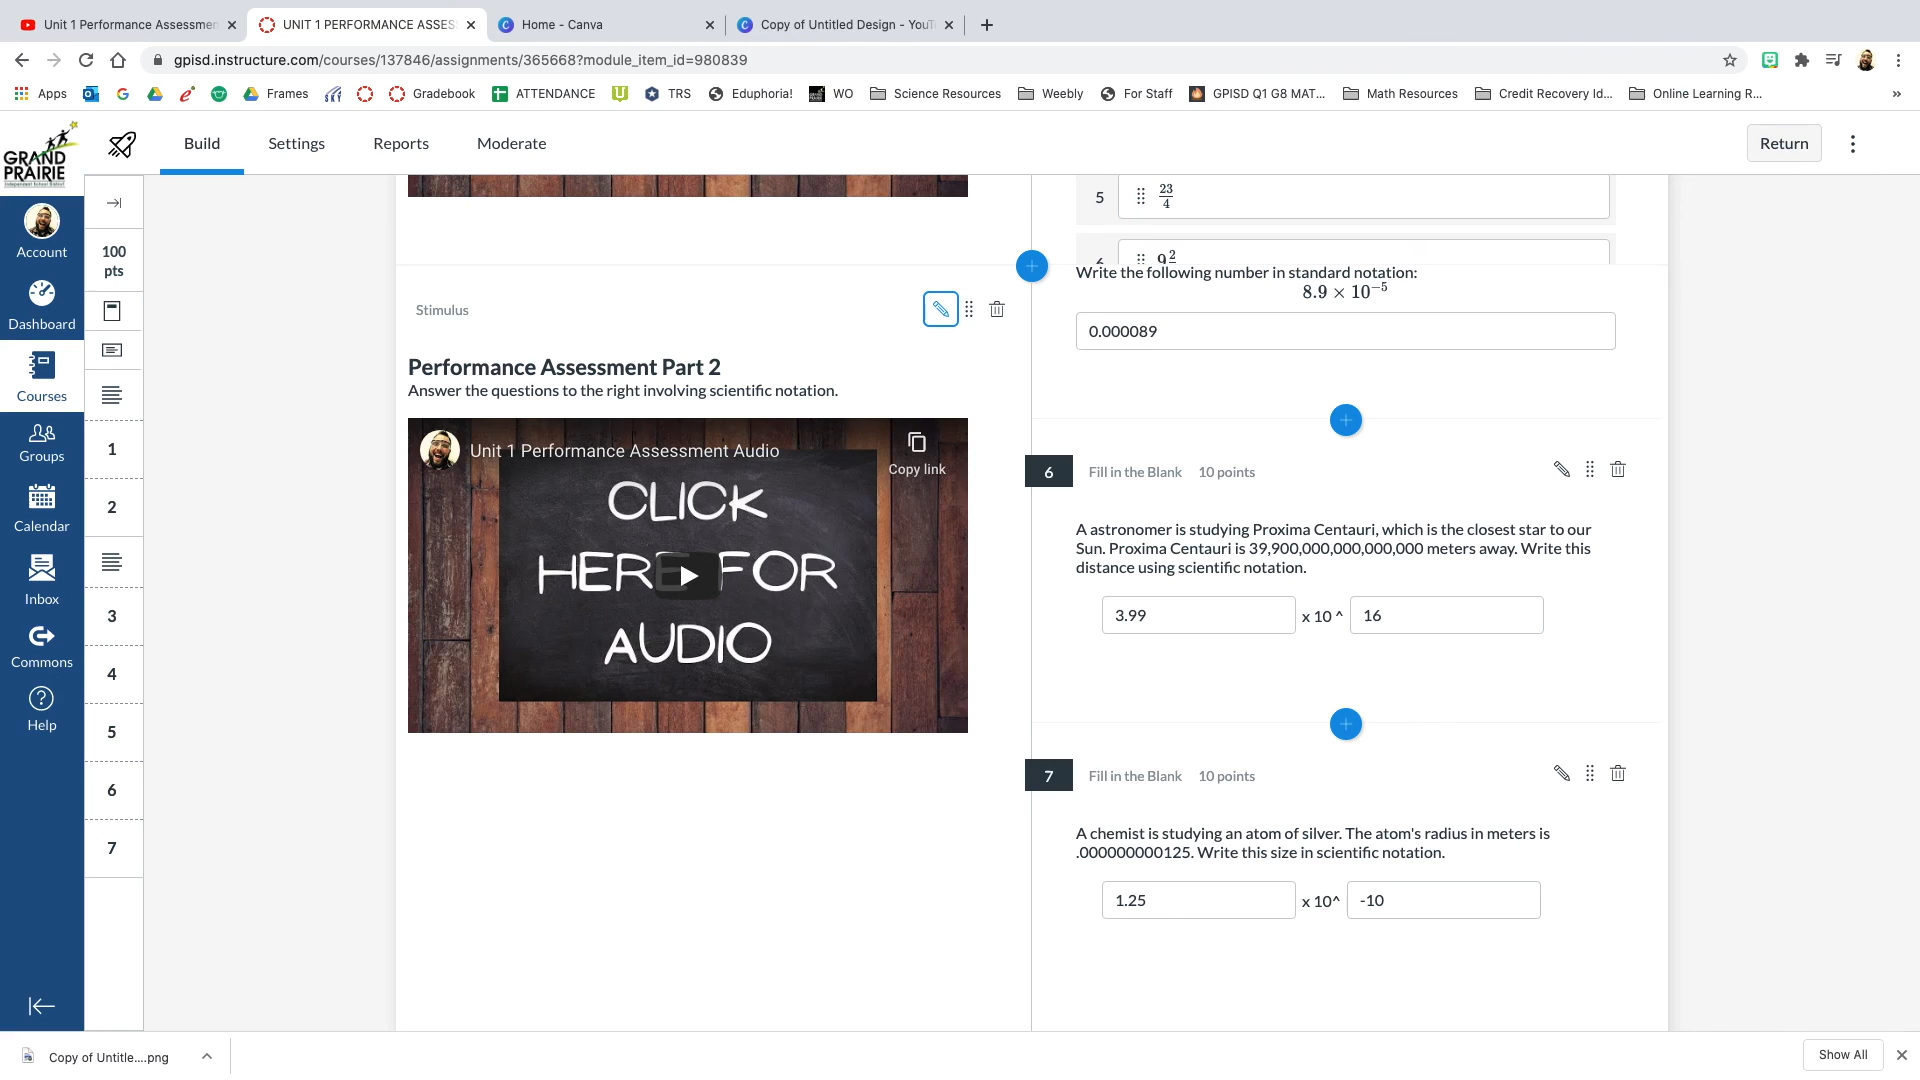 Unit 1 Performance Assessmen
UNIT 1 PERFORMANCE ASSES
Home - Canva
Copy of Untitled Design - YouT
gpisd.instructure.com/courses/137846/assignments/365668?module_item_id=980839
Apps
Frames
Gradebook
ATTENDANCE
TRS
Eduphoria!
WO
Science Resources
Weebly
For Staff
GPISD Q1 G8 MAT...
Math Resources
Credit Recovery Id...
Online Learning R...
»
GRAND
PRAIRIE
Independent School District
Build
Settings
Reports
Moderate
Return
Account
Dashboard
Courses
Groups
Calendar
Inbox
Commons
Help
100
pts
1
2
3
4
5
6
7
Stimulus
Performance Assessment Part 2
Answer the questions to the right involving scientific notation.
Unit 1 Performance Assessment Audio
Copy link
CLICK
HERE FOR
AUDIO
5
23/4
Write the following number in standard notation:
8.9 × 10⁻⁵
0.000089
6
Fill in the Blank 10 points
A astronomer is studying Proxima Centauri, which is the closest star to our
Sun. Proxima Centauri is 39,900,000,000,000,000 meters away. Write this
distance using scientific notation.
3.99 x 10 ^ 16
7
Fill in the Blank 10 points
A chemist is studying an atom of silver. The atom's radius in meters is
.000000000125. Write this size in scientific notation.
1.25 x 10^ -10
Copy of Untitle....png
Show All